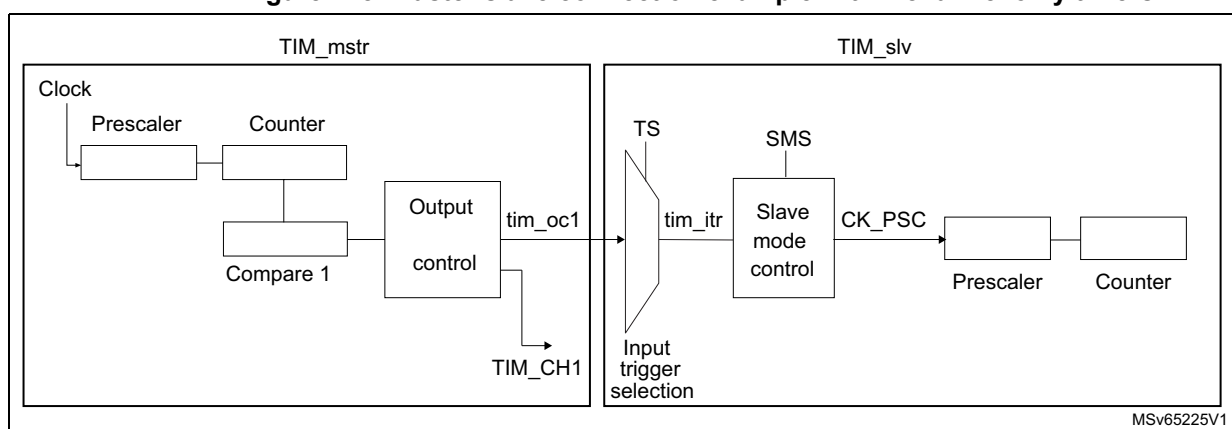 TIM_mstr
TIM_slv
Clock
Prescaler
Counter
Compare 1
Output
control
tim_oc1
TIM_CH1
TS
Input
trigger
selection
tim_itr
SMS
Slave
mode
control
CK_PSC
Prescaler
Counter
MSv65225V1